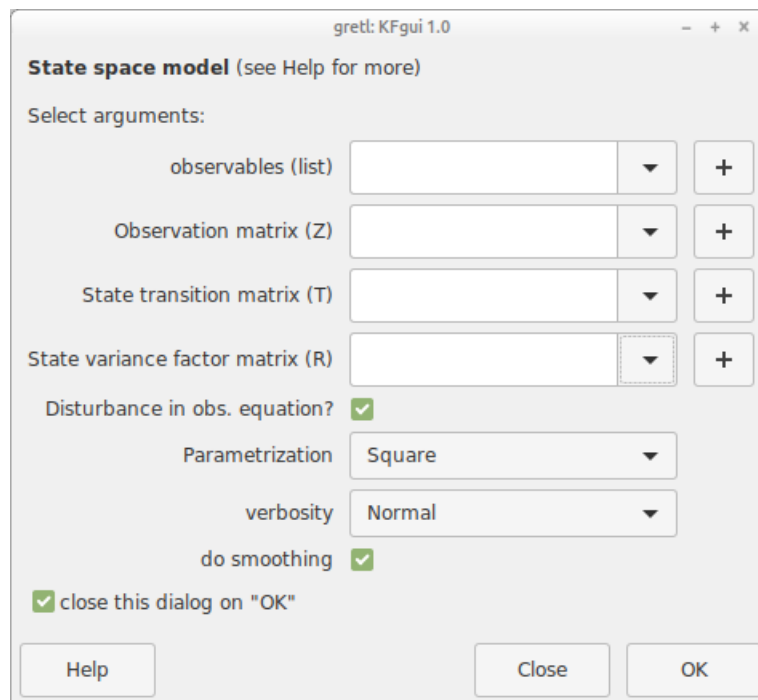 gretl: KFgui 1.0
State space model (see Help for more)
Select arguments:
observables (list)
Observation matrix (Z)
State transition matrix (T)
State variance factor matrix (R)
Disturbance in obs. equation?
Parametrization Square
verbosity Normal
do smoothing
close this dialog on "OK"
Help Close OK